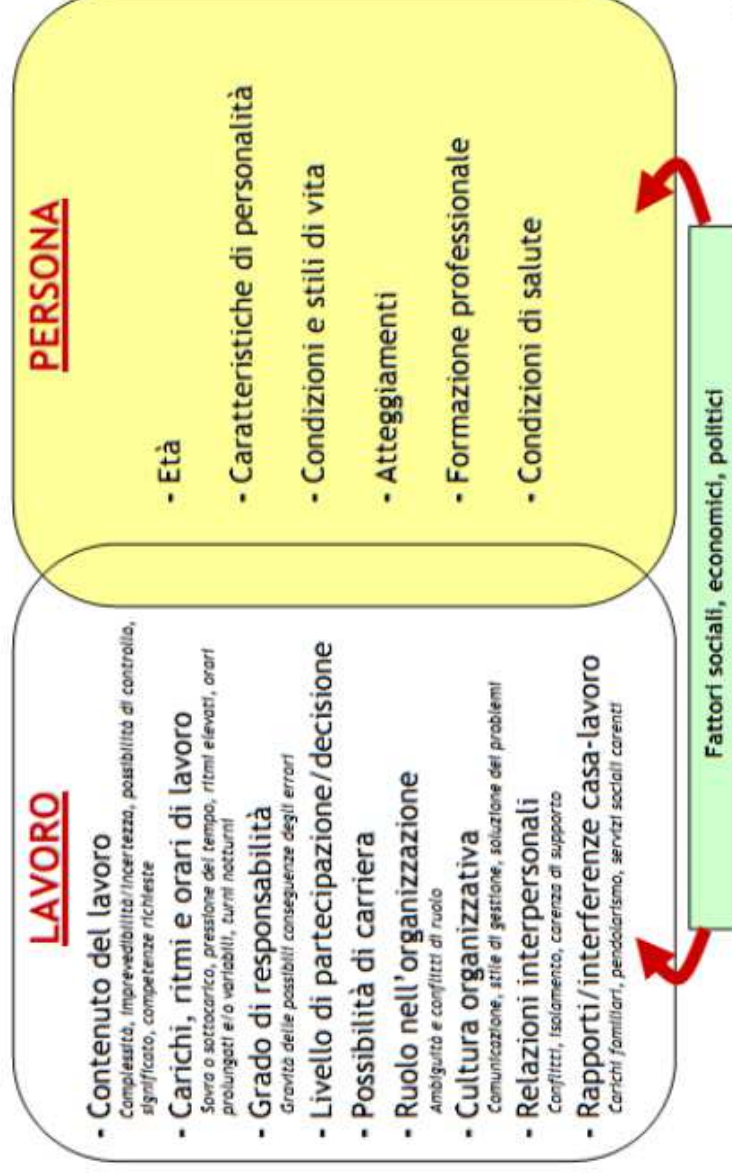 LAVORO
- Contenuto del lavoro
Complessità, imprevedibilità/incertezza, possibilità di controllo,
significato, competenze richieste
- Carichi, ritmi e orari di lavoro
Sovra o sottocarico, pressione del tempo, ritmi elevati, orari
prolungati e/o variabili, turni notturni
- Grado di responsabilità
Gravità delle possibili conseguenze degli errori
- Livello di partecipazione/decisione
- Possibilità di carriera
- Ruolo nell'organizzazione
Ambiguità e conflitti di ruolo
- Cultura organizzativa
Comunicazione, stile di gestione, soluzione dei problemi
- Relazioni interpersonali
Conflitti, isolamento, carenza di supporto
- Rapporti/interferenze casa-lavoro
Carichi familiari, pendolarismo, servizi sociali carenti
PERSONA
- Età
- Caratteristiche di personalità
- Condizioni e stili di vita
- Atteggiamenti
- Formazione professionale
- Condizioni di salute
Fattori sociali, economici, politici